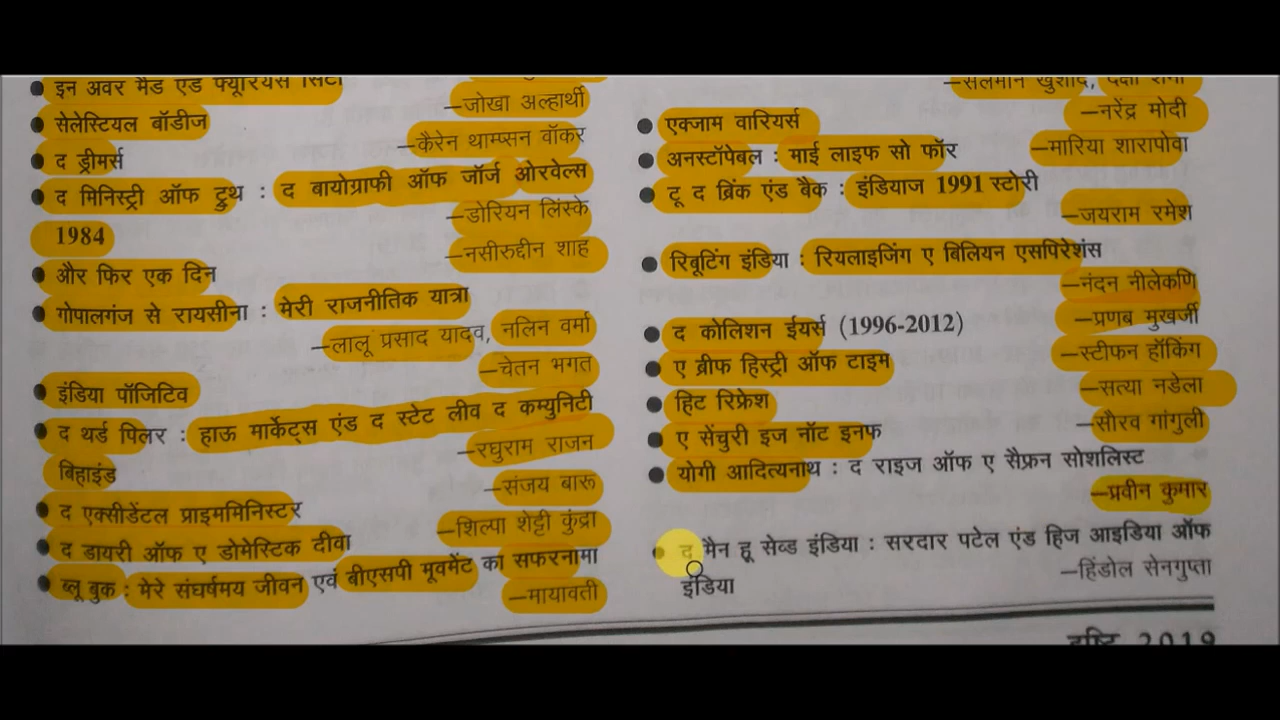 इन अवर मैड एंड फ्यूरियस सिटी
—जोखा अल्हार्थी
सेलेस्टियल बॉडीज
—कैरेन थाम्प्सन वॉकर
द ड्रीमर्स
द मिनिस्ट्री ऑफ ट्रुथ : द बायोग्राफी ऑफ जॉर्ज ओरवेल्स
—डोरियन लिंस्के
1984
—नसीरुद्दीन शाह
और फिर एक दिन
गोपालगंज से रायसीना : मेरी राजनीतिक यात्रा
—लालू प्रसाद यादव, नलिन वर्मा
—चेतन भगत
इंडिया पॉजिटिव
द थर्ड पिलर : हाऊ मार्केट्स एंड द स्टेट लीव द कम्युनिटी
—रघुराम राजन
बिहाइंड
—संजय बारू
द एक्सीडेंटल प्राइममिनिस्टर
—शिल्पा शेट्टी कुंद्रा
द डायरी ऑफ ए डोमेस्टिक दीवा
ब्लू बुक : मेरे संघर्षमय जीवन एवं बीएसपी मूवमेंट का सफरनामा
—मायावती
—सलमान खुर्शीद,
—नरेंद्र मोदी
एक्जाम वारियर्स
—मारिया शारापोवा
अनस्टॉपेबल : माई लाइफ सो फॉर
टू द ब्रिंक एंड बैक : इंडियाज 1991 स्टोरी
—जयराम रमेश
रिबूटिंग इंडिया : रियलाइजिंग ए बिलियन एसपिरेशंस
—नंदन नीलेकणि
द कोलिशन ईयर्स (1996-2012) —प्रणब मुखर्जी
ए ब्रीफ हिस्ट्री ऑफ टाइम —स्टीफन हॉकिंग
हिट रिफ्रेश —सत्या नडेला
ए सेंचुरी इज नॉट इनफ —सौरव गांगुली
योगी आदित्यनाथ : द राइज ऑफ ए सैफ्रन सोशलिस्ट
—प्रवीन कुमार
द मैन हू सेव्ड इंडिया : सरदार पटेल एंड हिज आइडिया ऑफ
इंडिया —हिंडोल सेनगुप्ता
दृष्टि 2019